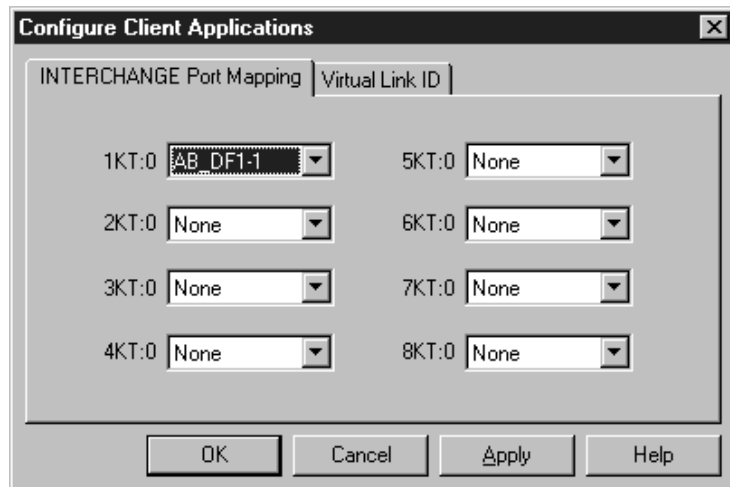 Configure Client Applications
INTERCHANGE Port Mapping
Virtual Link ID
1KT:0 AB_DF1-1
5KT:0 None
2KT:0 None
6KT:0 None
3KT:0 None
7KT:0 None
4KT:0 None
8KT:0 None
OK
Cancel
Apply
Help